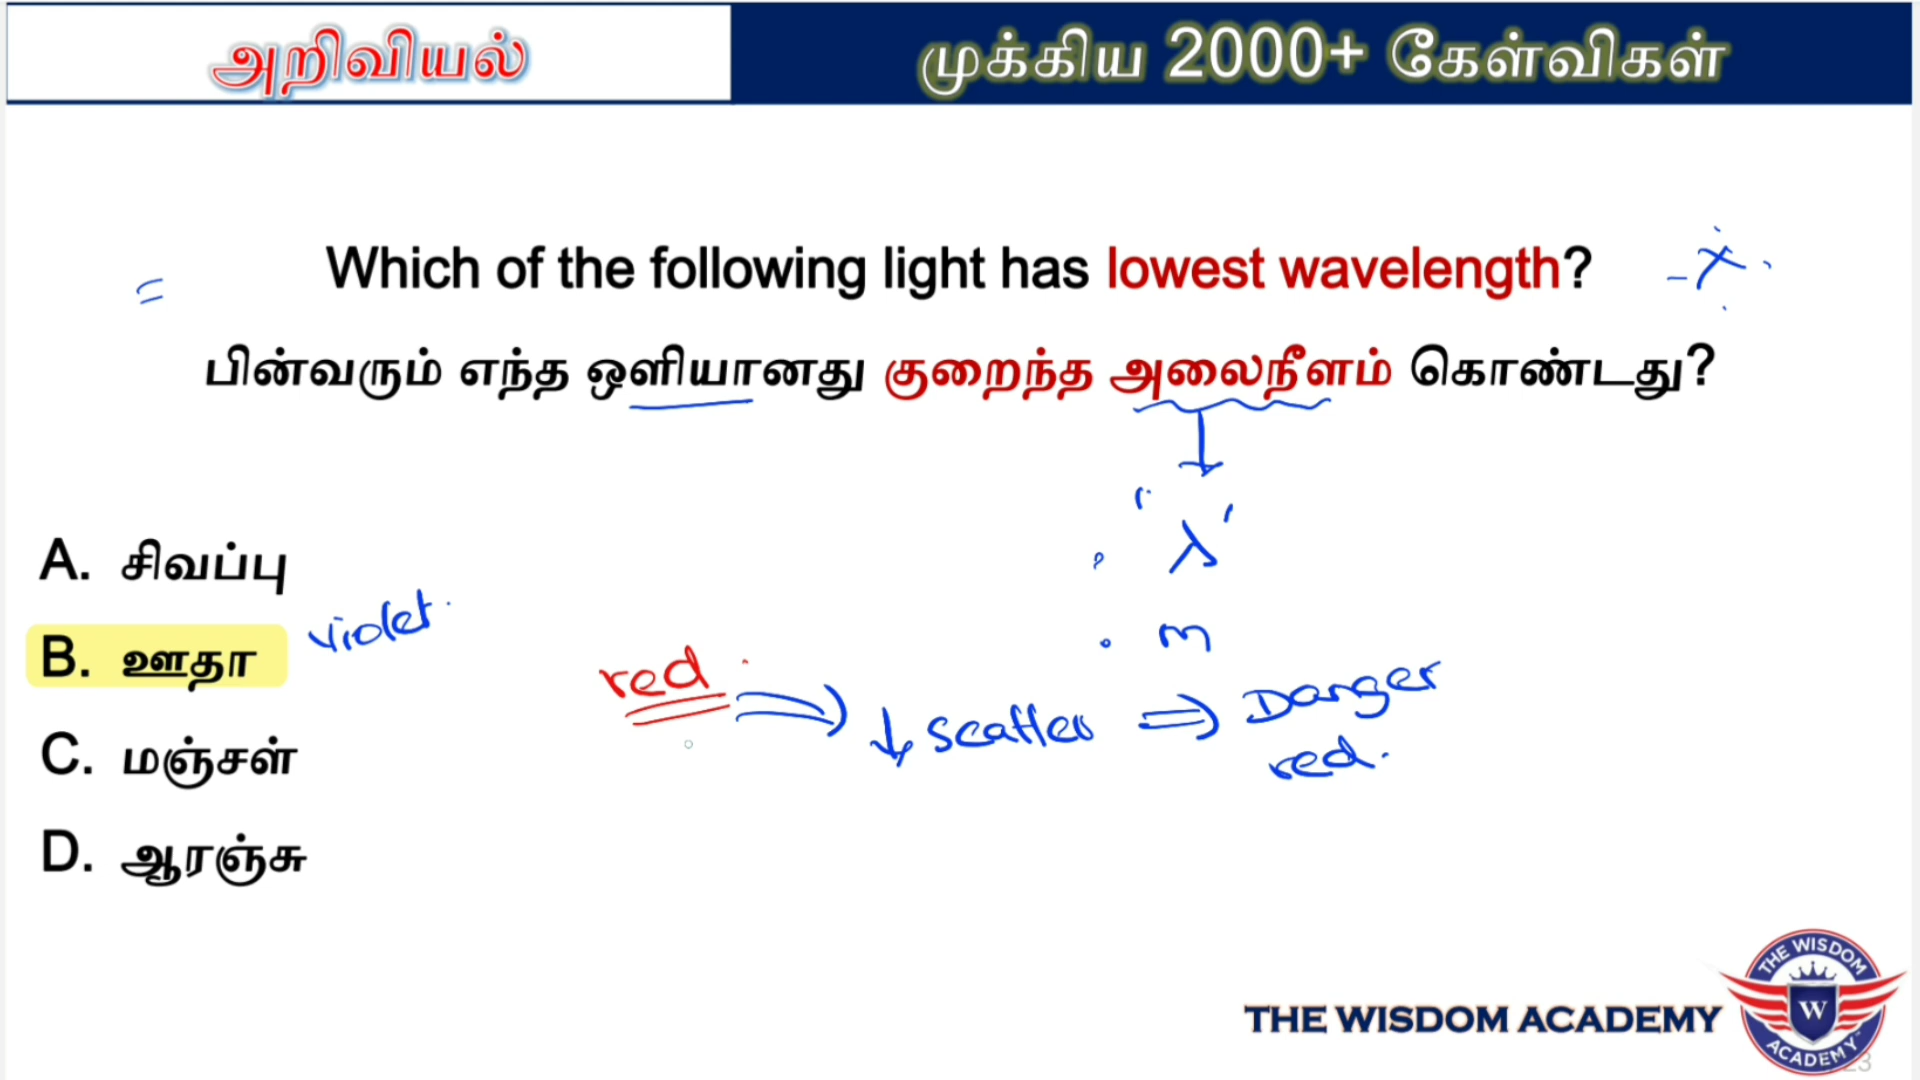 அறிவியல்
முக்கிய 2000+ கேள்விகள்
Which of the following light has lowest wavelength?
பின்வரும் எந்த ஒளியானது குறைந்த அலைநீளம் கொண்டது?
'λ'
m
A. சிவப்பு
B. ஊதா violet
C. மஞ்சள்
D. ஆரஞ்சு
red ⇒ ↓ scatter ⇒ Danger
red.
THE WISDOM ACADEMY
THE WISDOM
W
ACADEMY